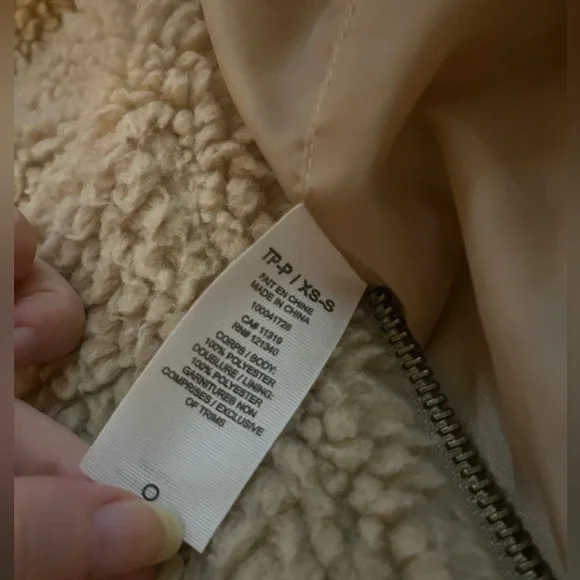 TP-P / XS-S
FAIT EN CHINE
MADE IN CHINA
100041728
CA# 11319
RN# 121340
CORPS / BODY:
100% POLYESTER
DOUBLURE / LINING:
100% POLYESTER
GARNITURES NON
COMPRISES / EXCLUSIVE
OF TRIMS